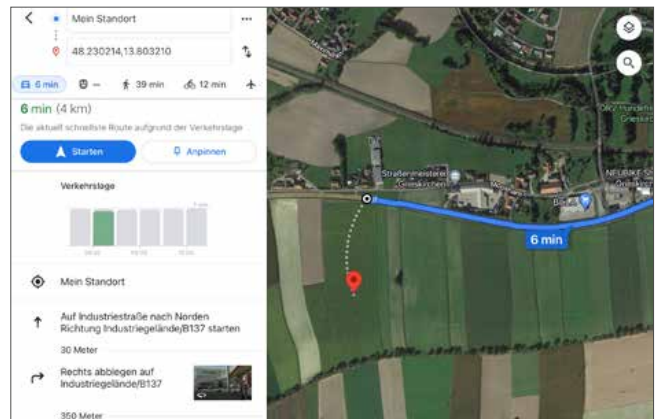 Mein Standort
48.230214,13.803210
6 min
39 min
12 min
6 min (4 km)
Die aktuell schnellste Route aufgrund der Verkehrslage
Starten
Anpinnen
Verkehrslage
Mein Standort
Auf Industriestraße nach Norden
Richtung Industriegelände/B137 starten
30 Meter
Rechts abbiegen auf
Industriegelände/B137
350 Meter
Straßenmeisterei
Grieskirchen
6 min